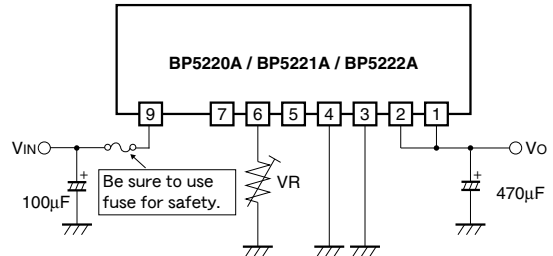 BP5220A / BP5221A / BP5222A
9 7 6 5 4 3 2 1
VIN
VO
Be sure to use
fuse for safety.
VR
+
100μF
+
470μF